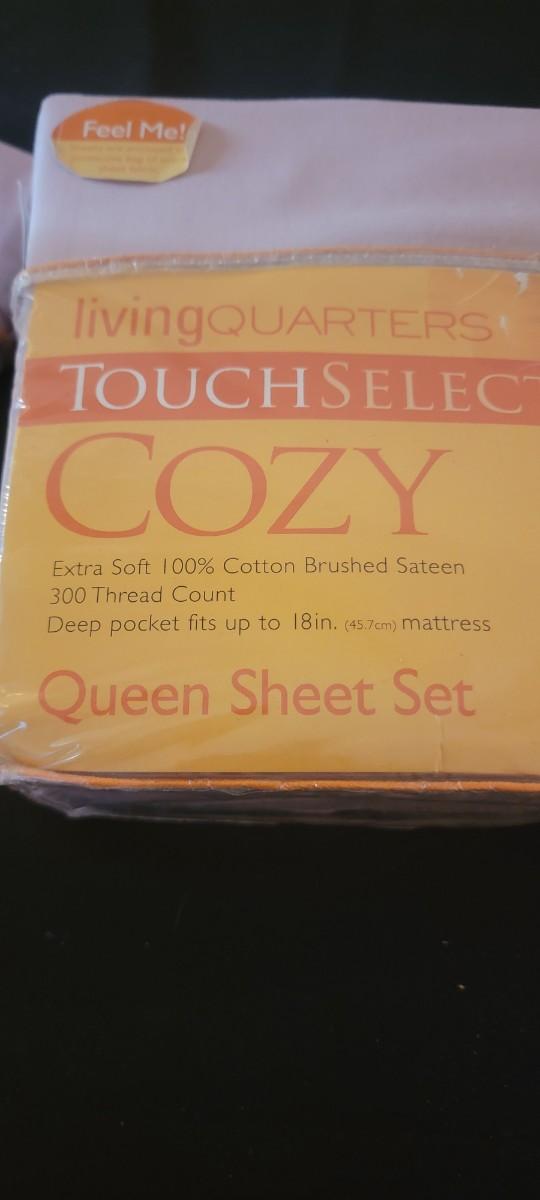 Feel Me!
livingQUARTERS
TOUCHSELECT
COZY
Extra Soft 100% Cotton Brushed Sateen
300 Thread Count
Deep pocket fits up to 18in. (45.7cm) mattress
Queen Sheet Set